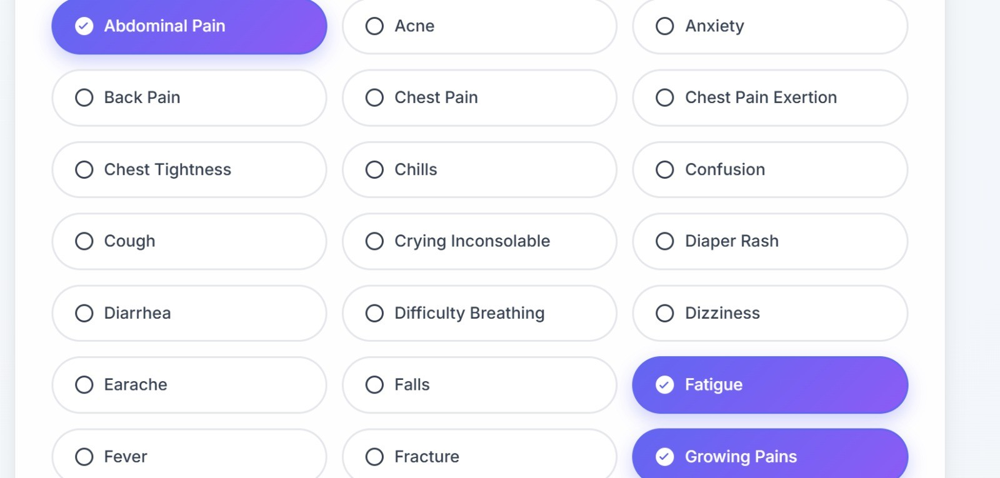 Abdominal Pain
Acne
Anxiety
Back Pain
Chest Pain
Chest Pain Exertion
Chest Tightness
Chills
Confusion
Cough
Crying Inconsolable
Diaper Rash
Diarrhea
Difficulty Breathing
Dizziness
Earache
Falls
Fatigue
Fever
Fracture
Growing Pains